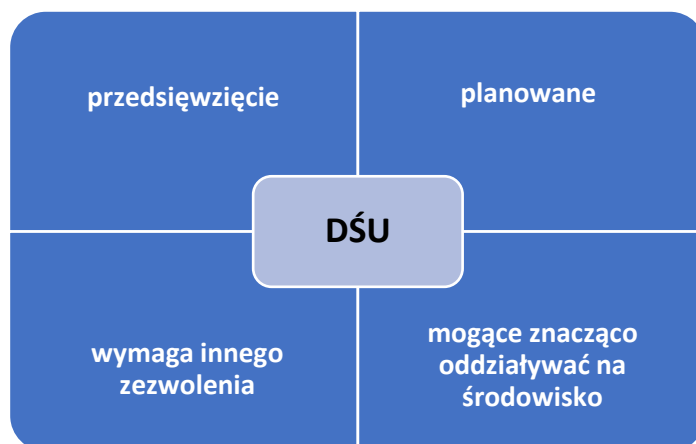 przedsięwzięcie
planowane
DŚU
wymaga innego
zezwolenia
mogące znacząco
oddziaływać na
środowisko